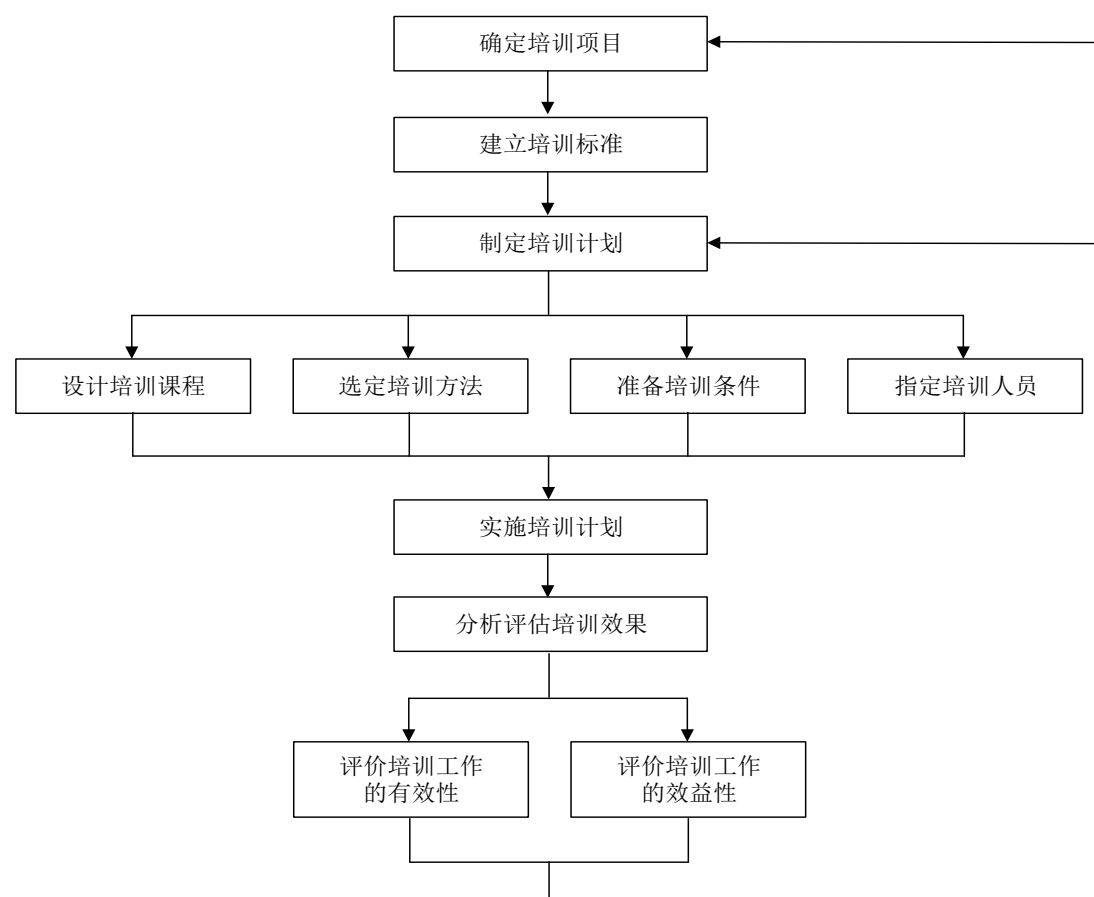 确定培训项目
建立培训标准
制定培训计划
设计培训课程
选定培训方法
准备培训条件
指定培训人员
实施培训计划
分析评估培训效果
评价培训工作
的有效性
评价培训工作
的效益性